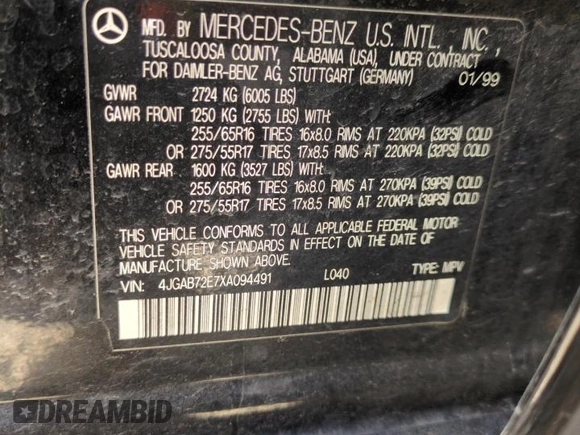 MFD. BY MERCEDES-BENZ U.S. INTL., INC.,
TUSCALOOSA COUNTY, ALABAMA (USA), UNDER CONTRACT
FOR DAIMLER-BENZ AG, STUTTGART (GERMANY) 01/99
GVWR 2724 KG (6005 LBS)
GAWR FRONT 1250 KG (2755 LBS) WITH:
255/65R16 TIRES 16x8.0 RIMS AT 220KPA (32PSI) COLD
OR 275/55R17 TIRES 17x8.5 RIMS AT 220KPA (32PSI) COLD
GAWR REAR 1600 KG (3527 LBS) WITH:
255/65R16 TIRES 16x8.0 RIMS AT 270KPA (39PSI) COLD
OR 275/55R17 TIRES 17x8.5 RIMS AT 270KPA (39PSI) COLD
THIS VEHICLE CONFORMS TO ALL APPLICABLE FEDERAL MOTOR
VEHICLE SAFETY STANDARDS IN EFFECT ON THE DATE OF
MANUFACTURE SHOWN ABOVE.
VIN: 4JGAB72E7XA094491 L040 TYPE: MPV
DREAMBID